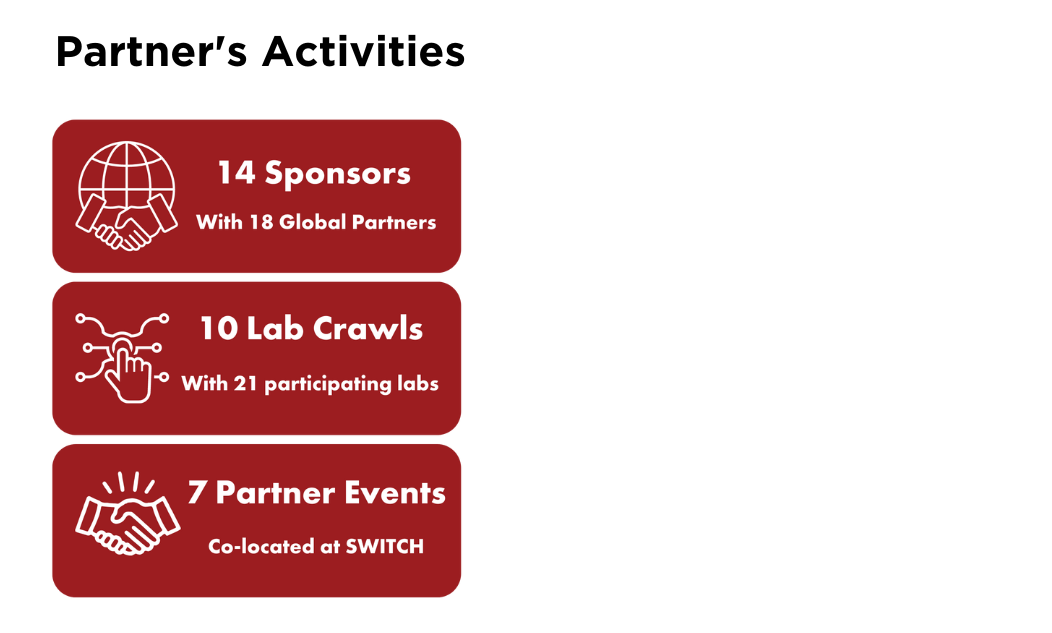 Partner's Activities
14 Sponsors
With 18 Global Partners
10 Lab Crawls
With 21 participating labs
7 Partner Events
Co-located at SWITCH